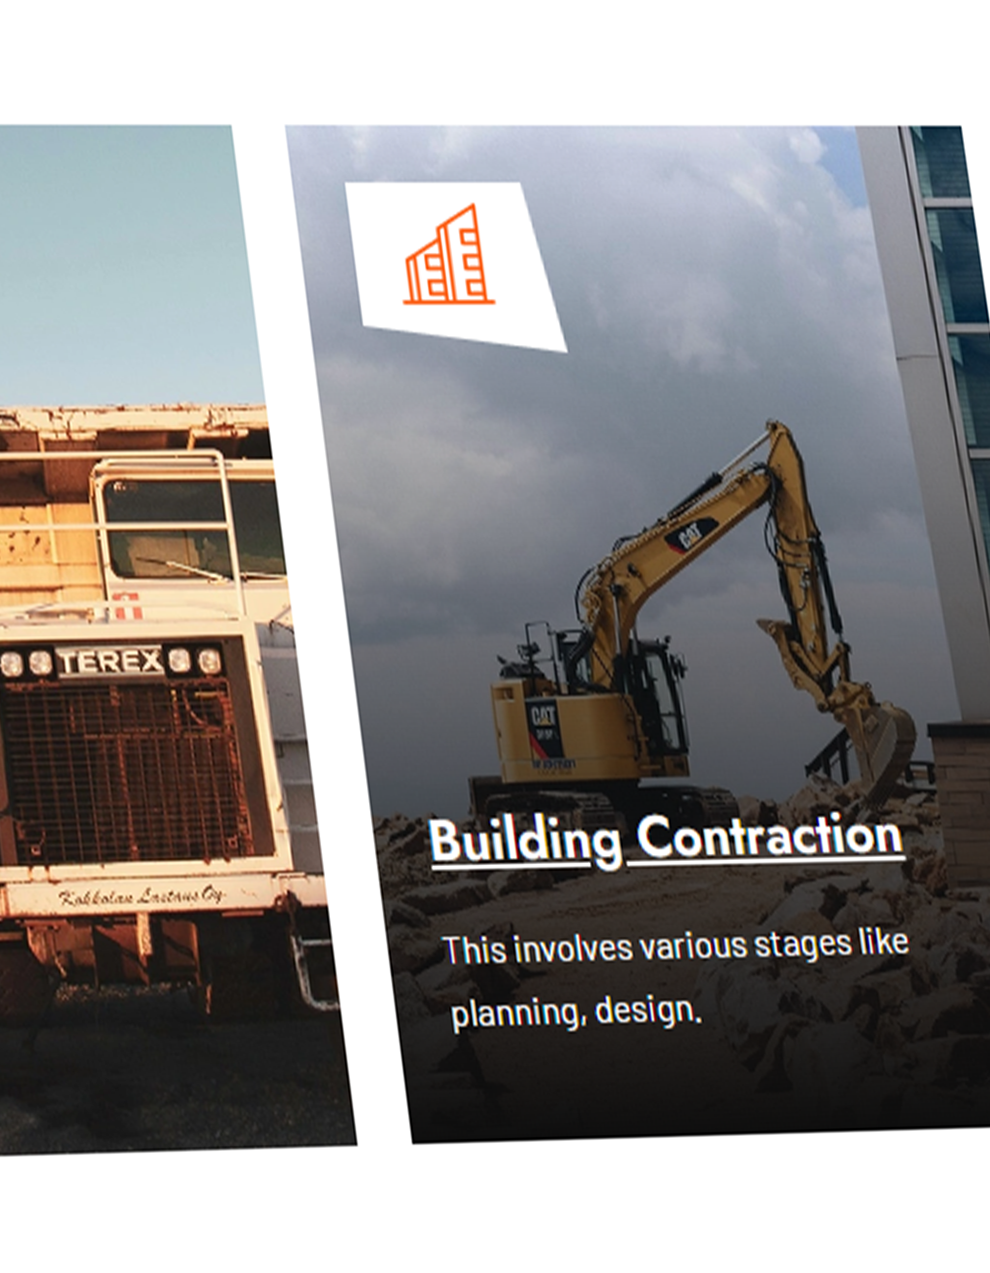 TEREX
Kokkolan Lastaus Oy.
CAT
CAT
Building Contraction
This involves various stages like
planning, design.